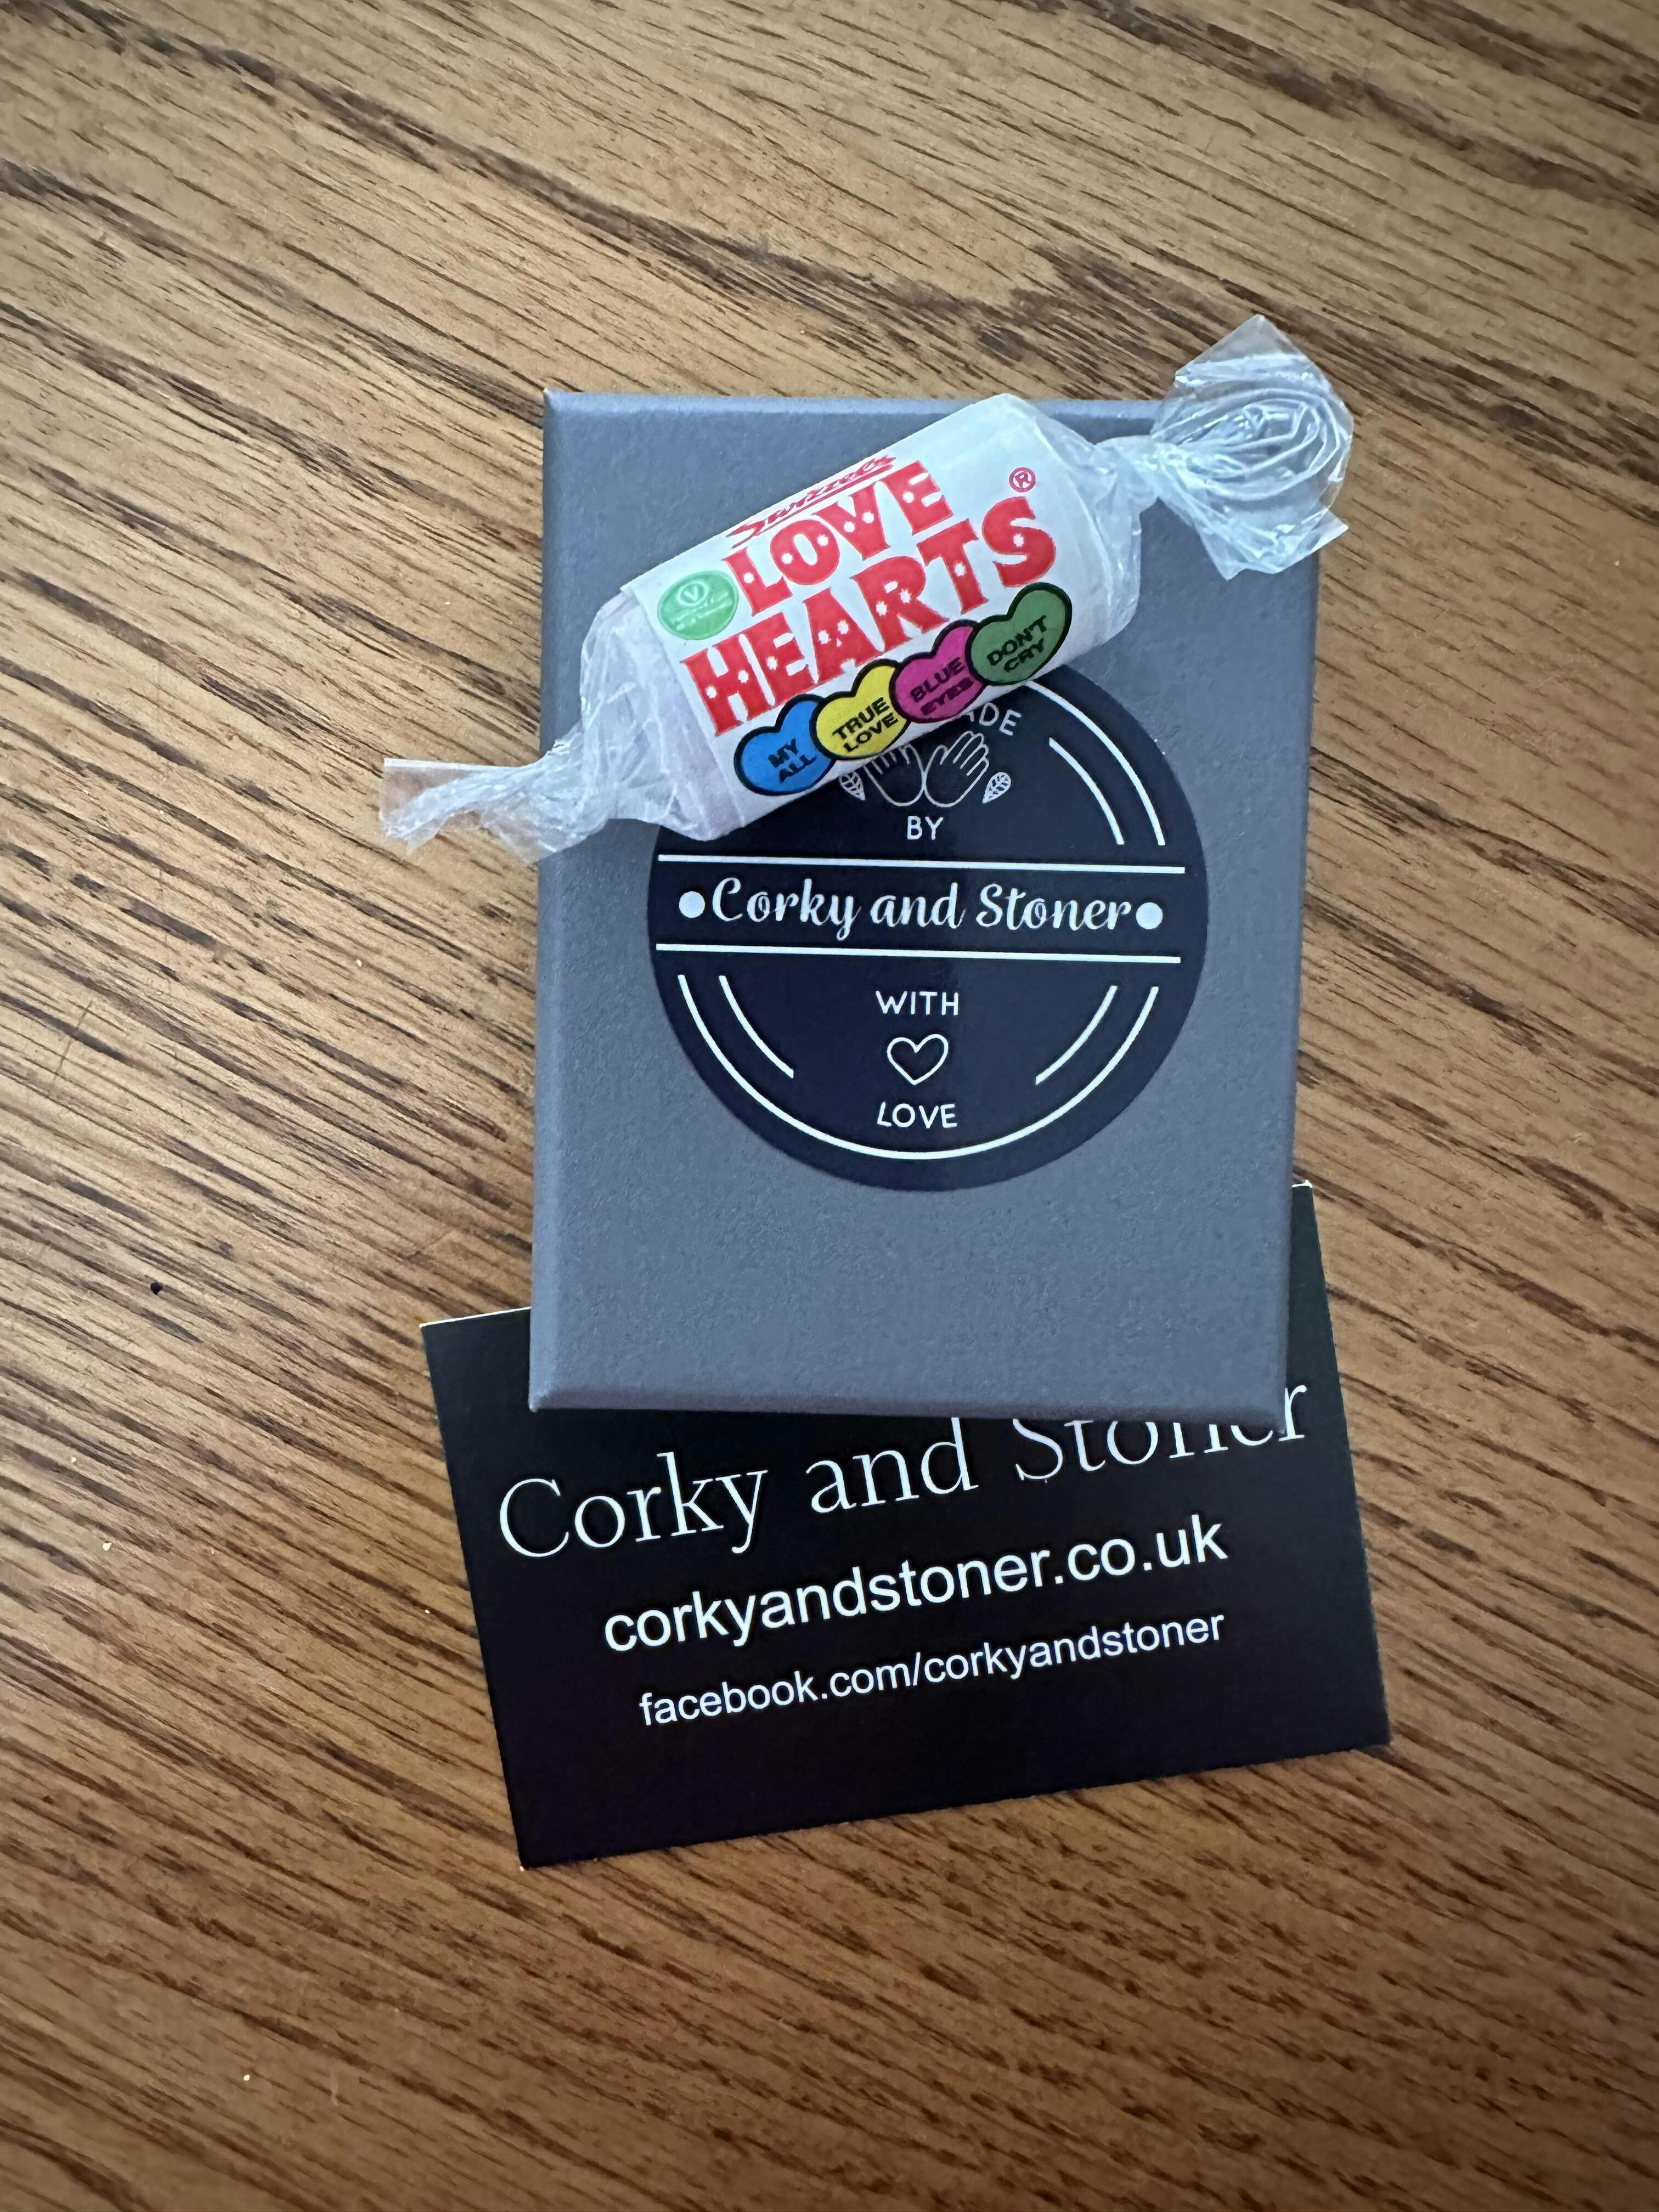 Swizzels
LOVE
HEARTS®
V
MY
ALL
TRUE
LOVE
BLUE
EYES
DON'T
CRY
BY
Corky and Stoner
WITH
LOVE
Corky and Stoner
corkyandstoner.co.uk
facebook.com/corkyandstoner